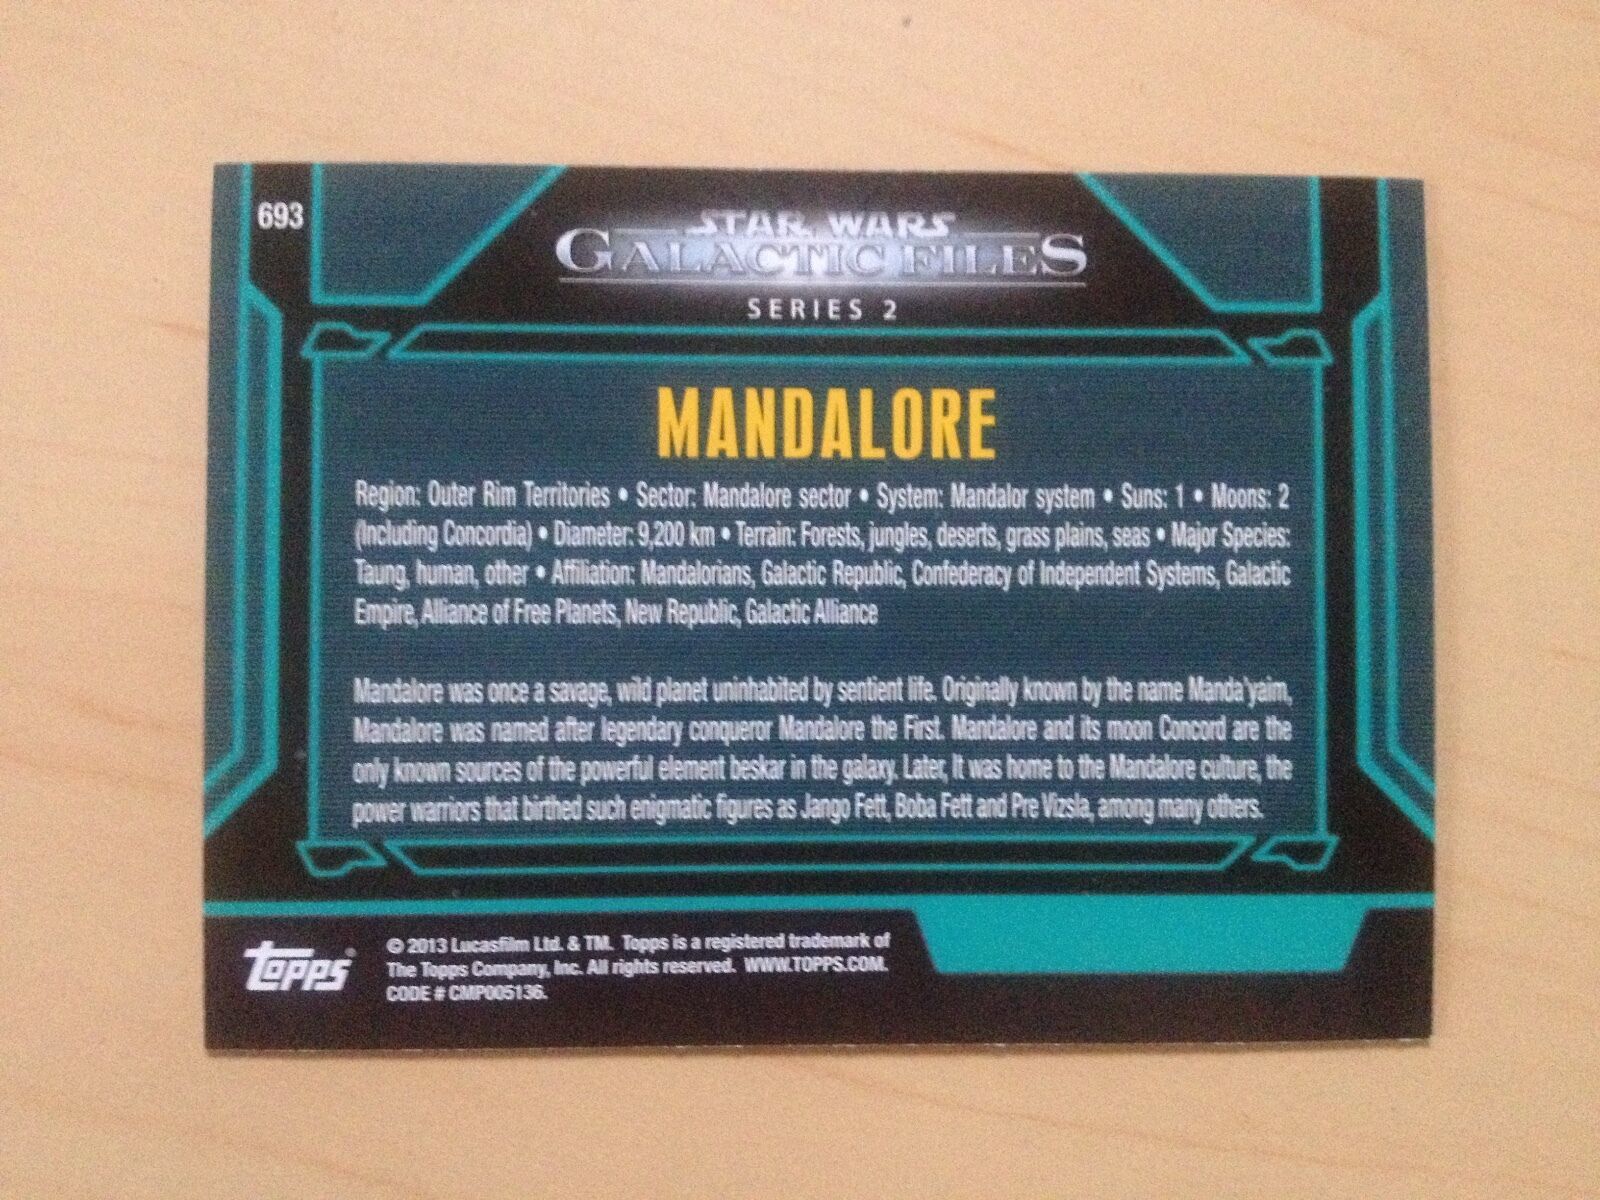 693
STAR WARS
GALACTIC FILES
SERIES 2
MANDALORE
Region: Outer Rim Territories • Sector: Mandalore sector • System: Mandalor system • Suns: 1 • Moons: 2
(Including Concordia) • Diameter: 9,200 km • Terrain: Forests, jungles, deserts, grass plains, seas • Major Species:
Taung, human, other • Affiliation: Mandalorians, Galactic Republic, Confederacy of Independent Systems, Galactic
Empire, Alliance of Free Planets, New Republic, Galactic Alliance
Mandalore was once a savage, wild planet uninhabited by sentient life. Originally known by the name Manda'yaim,
Mandalore was named after legendary conqueror Mandalore the First. Mandalore and its moon Concord are the
only known sources of the powerful element beskar in the galaxy. Later, It was home to the Mandalore culture, the
power warriors that birthed such enigmatic figures as Jango Fett, Boba Fett and Pre Vizsla, among many others.
topps®
© 2013 Lucasfilm Ltd. & TM. Topps is a registered trademark of
The Topps Company, Inc. All rights reserved. WWW.TOPPS.COM.
CODE # CMP005136.